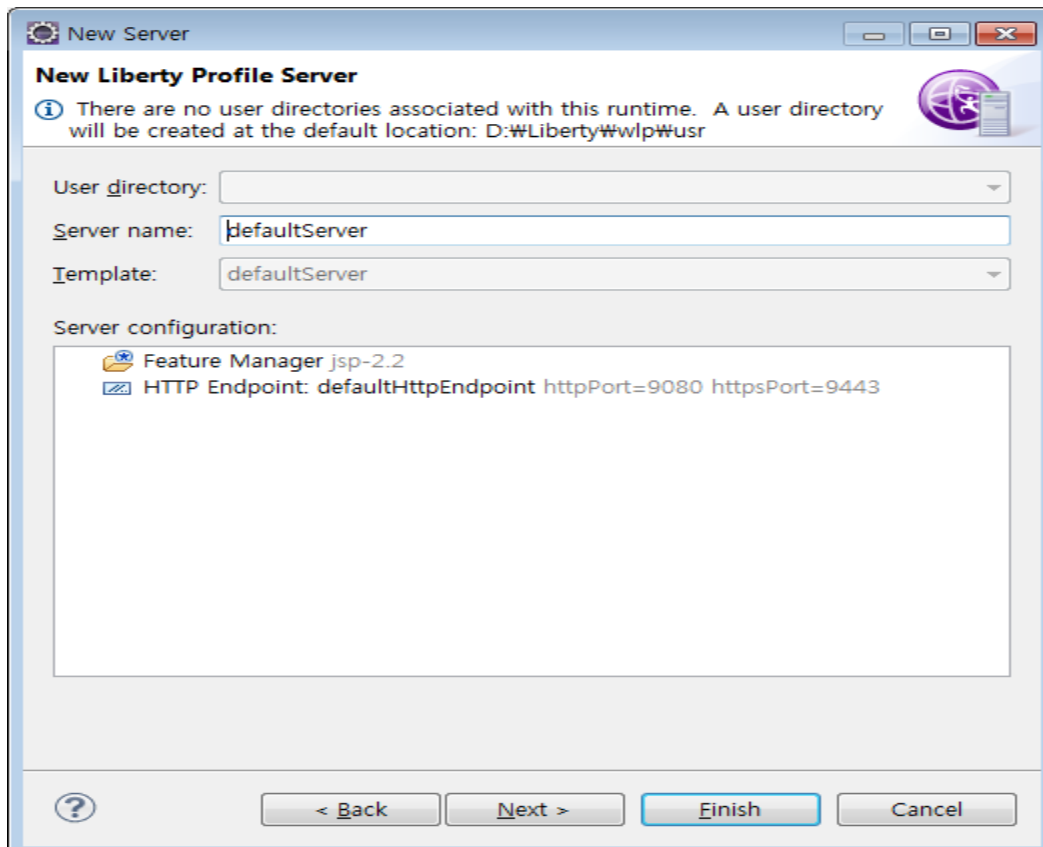 New Server
New Liberty Profile Server
There are no user directories associated with this runtime. A user directory
will be created at the default location: D:₩Liberty₩wlp₩usr
User directory:
Server name: defaultServer
Template: defaultServer
Server configuration:
Feature Manager jsp-2.2
HTTP Endpoint: defaultHttpEndpoint httpPort=9080 httpsPort=9443
? < Back Next > Finish Cancel